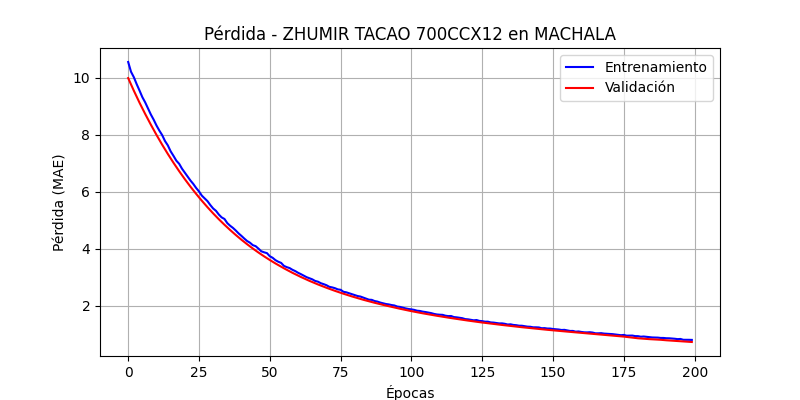 Pérdida - ZHUMIR TACAO 700CCX12 en MACHALA
Entrenamiento
Validación
Pérdida (MAE)
10
8
6
4
2
0 25 50 75 100 125 150 175 200
Épocas